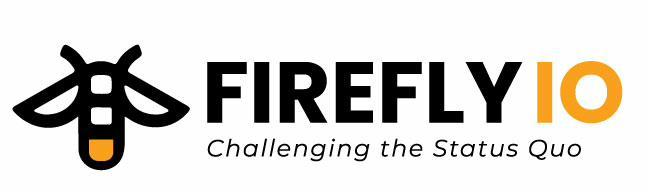 FIREFLY IO
Challenging the Status Quo